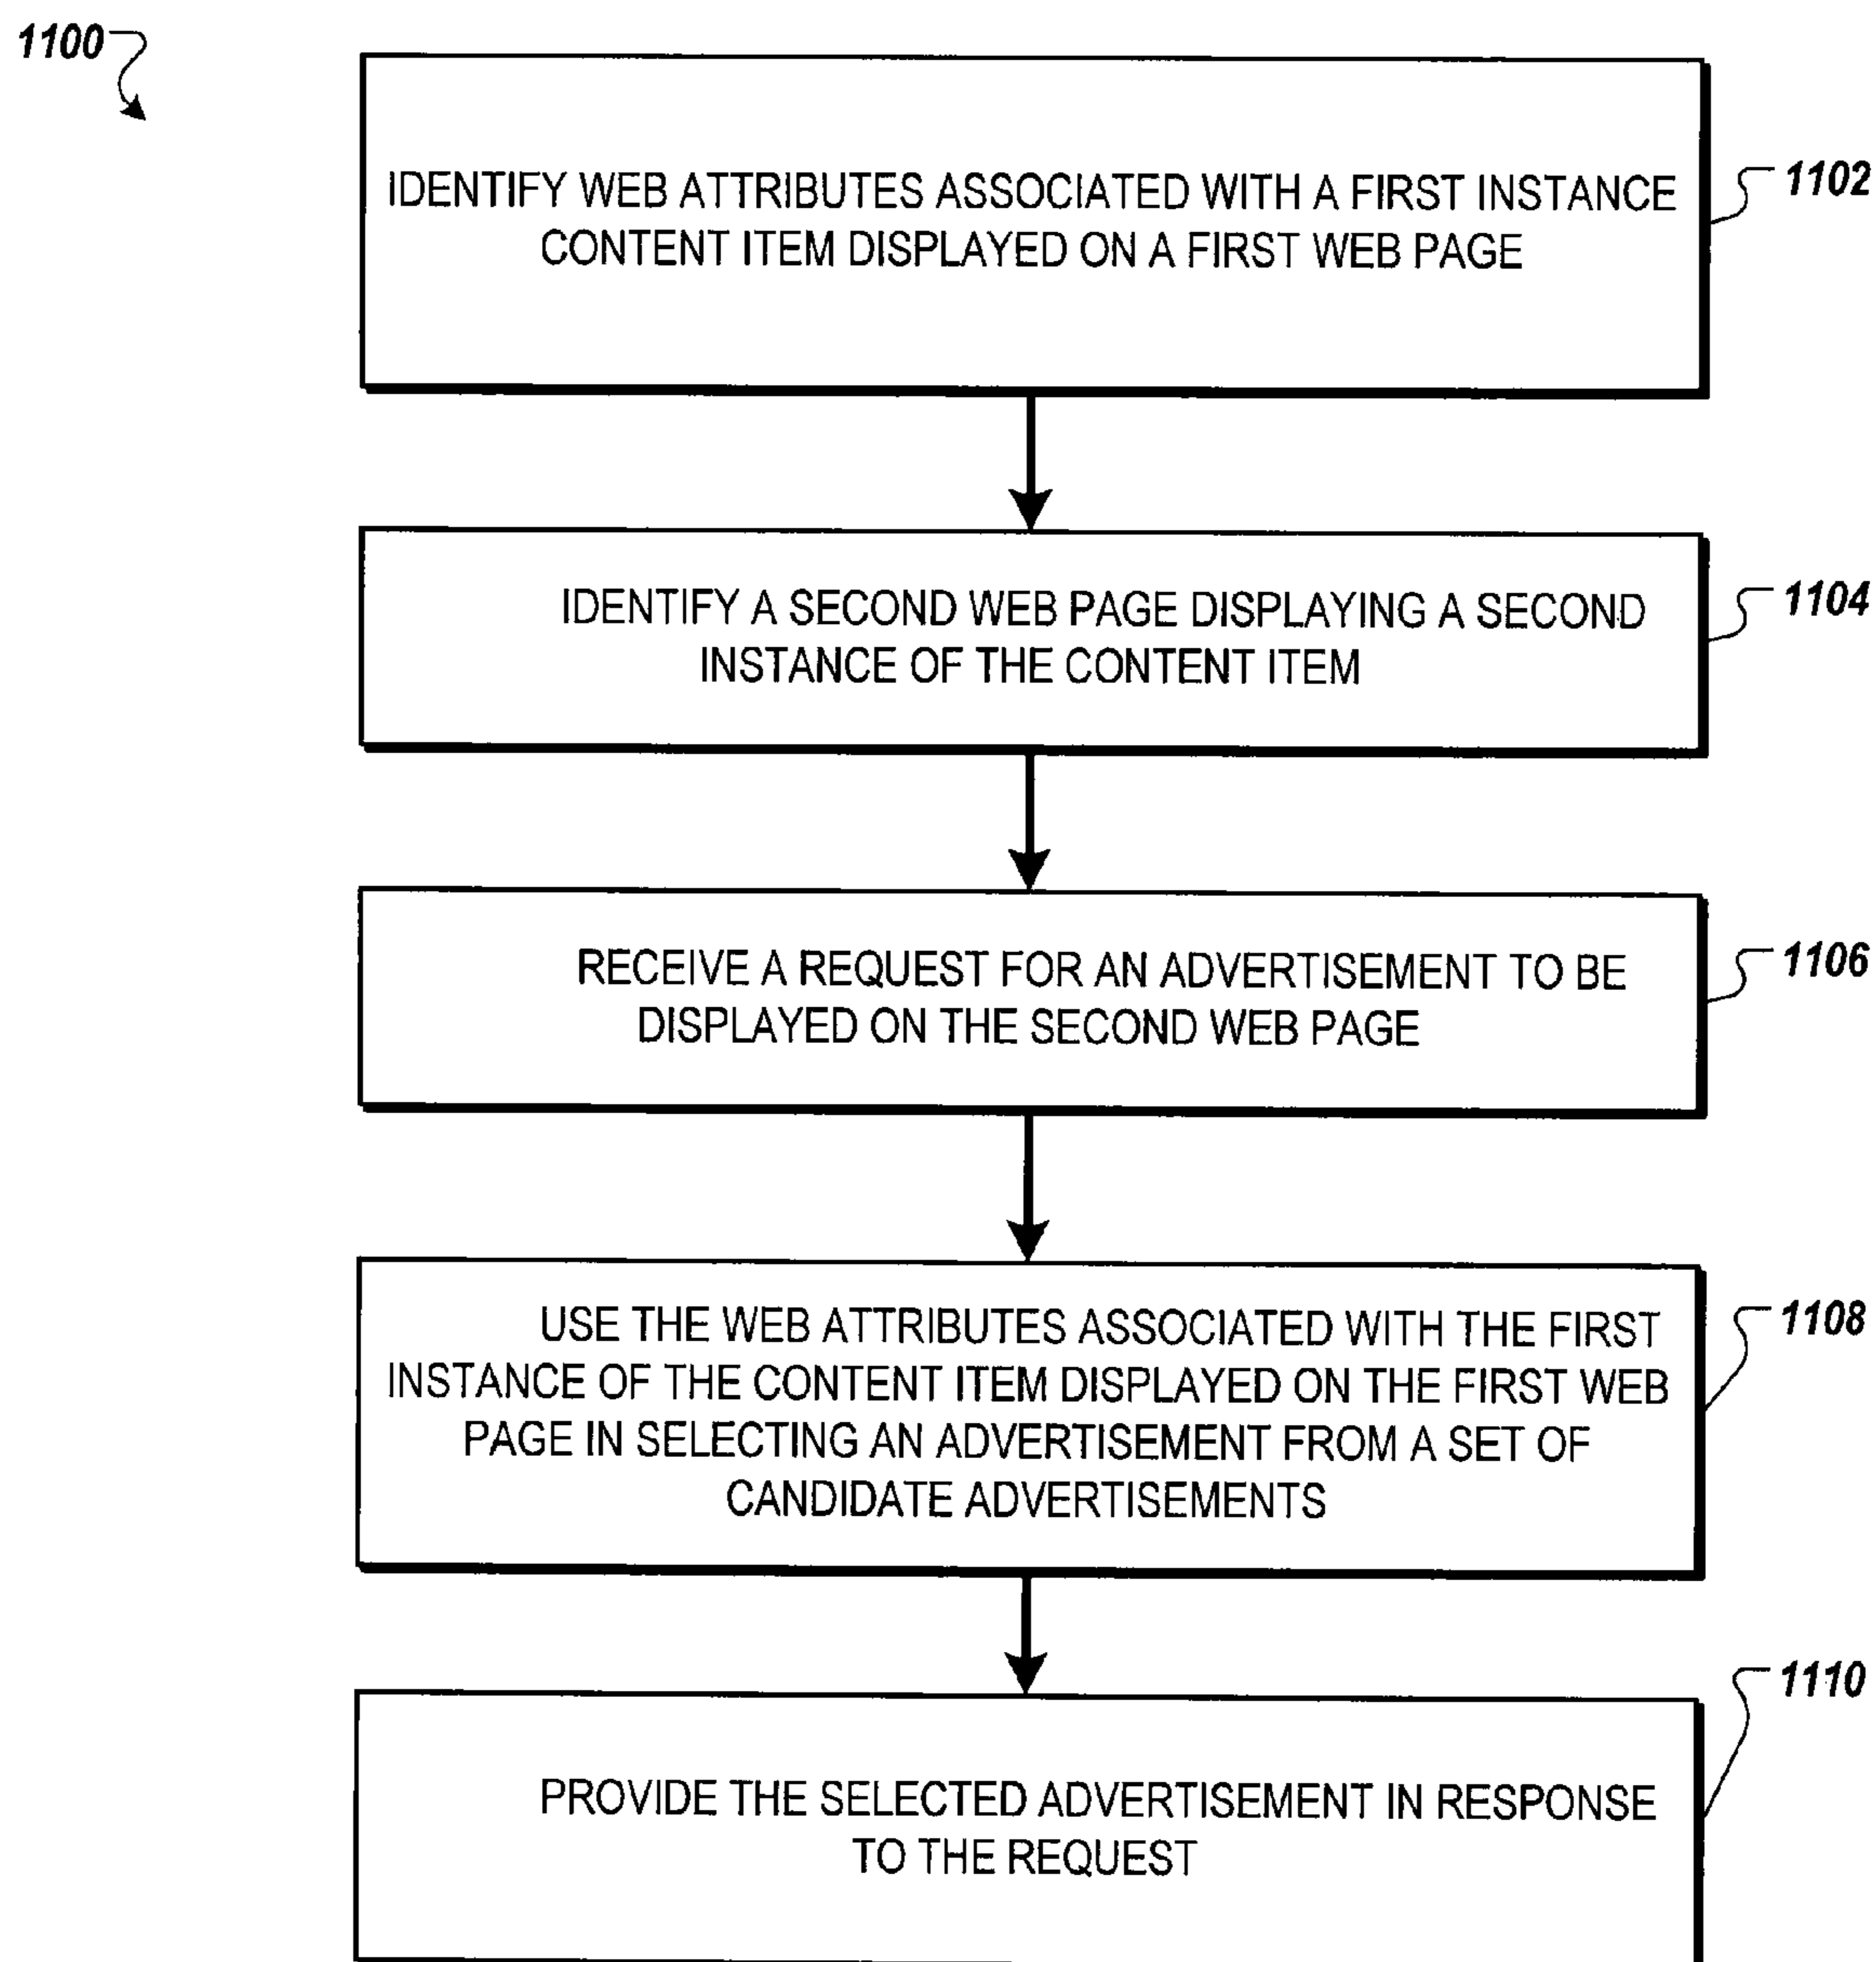 1100
IDENTIFY WEB ATTRIBUTES ASSOCIATED WITH A FIRST INSTANCE
CONTENT ITEM DISPLAYED ON A FIRST WEB PAGE
1102
IDENTIFY A SECOND WEB PAGE DISPLAYING A SECOND
INSTANCE OF THE CONTENT ITEM
1104
RECEIVE A REQUEST FOR AN ADVERTISEMENT TO BE
DISPLAYED ON THE SECOND WEB PAGE
1106
USE THE WEB ATTRIBUTES ASSOCIATED WITH THE FIRST
INSTANCE OF THE CONTENT ITEM DISPLAYED ON THE FIRST WEB
PAGE IN SELECTING AN ADVERTISEMENT FROM A SET OF
CANDIDATE ADVERTISEMENTS
1108
PROVIDE THE SELECTED ADVERTISEMENT IN RESPONSE
TO THE REQUEST
1110